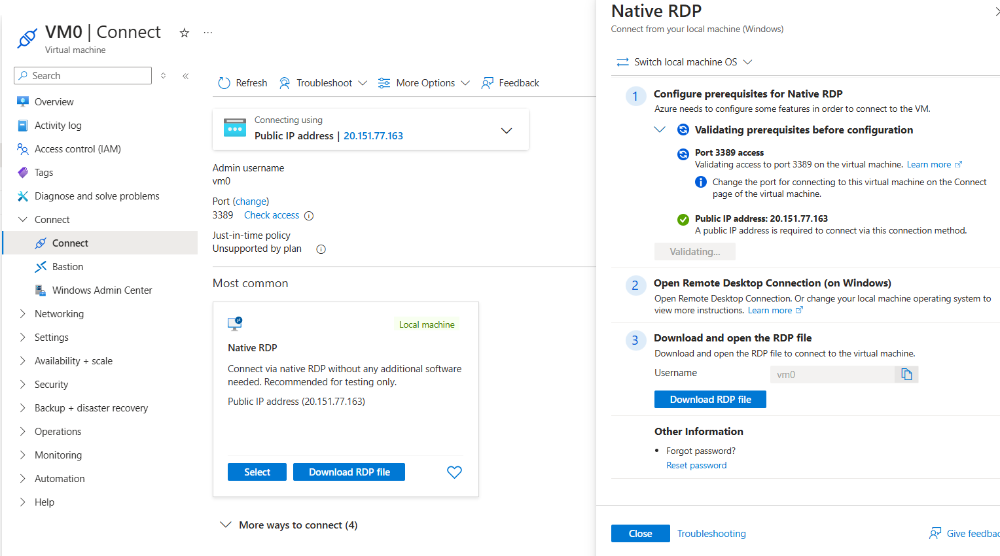 VM0 | Connect
Virtual machine
Search
Overview
Activity log
Access control (IAM)
Tags
Diagnose and solve problems
Connect
Connect
Bastion
Windows Admin Center
Networking
Settings
Availability + scale
Security
Backup + disaster recovery
Operations
Monitoring
Automation
Help
Refresh
Troubleshoot
More Options
Feedback
Connecting using
Public IP address | 20.151.77.163
Admin username
vm0
Port (change)
3389 Check access
Just-in-time policy
Unsupported by plan
Most common
Local machine
Native RDP
Connect via native RDP without any additional software
needed. Recommended for testing only.
Public IP address (20.151.77.163)
Select
Download RDP file
More ways to connect (4)
Native RDP
Connect from your local machine (Windows)
Switch local machine OS
1 Configure prerequisites for Native RDP
Azure needs to configure some features in order to connect to the VM.
Validating prerequisites before configuration
Port 3389 access
Validating access to port 3389 on the virtual machine. Learn more
Change the port for connecting to this virtual machine on the Connect
page of the virtual machine.
Public IP address: 20.151.77.163
A public IP address is required to connect via this connection method.
Validating...
2 Open Remote Desktop Connection (on Windows)
Open Remote Desktop Connection. Or change your local machine operating system to
view more instructions. Learn more
3 Download and open the RDP file
Download and open the RDP file to connect to the virtual machine.
Username vm0
Download RDP file
Other Information
• Forgot password?
Reset password
Close
Troubleshooting
Give feedbac